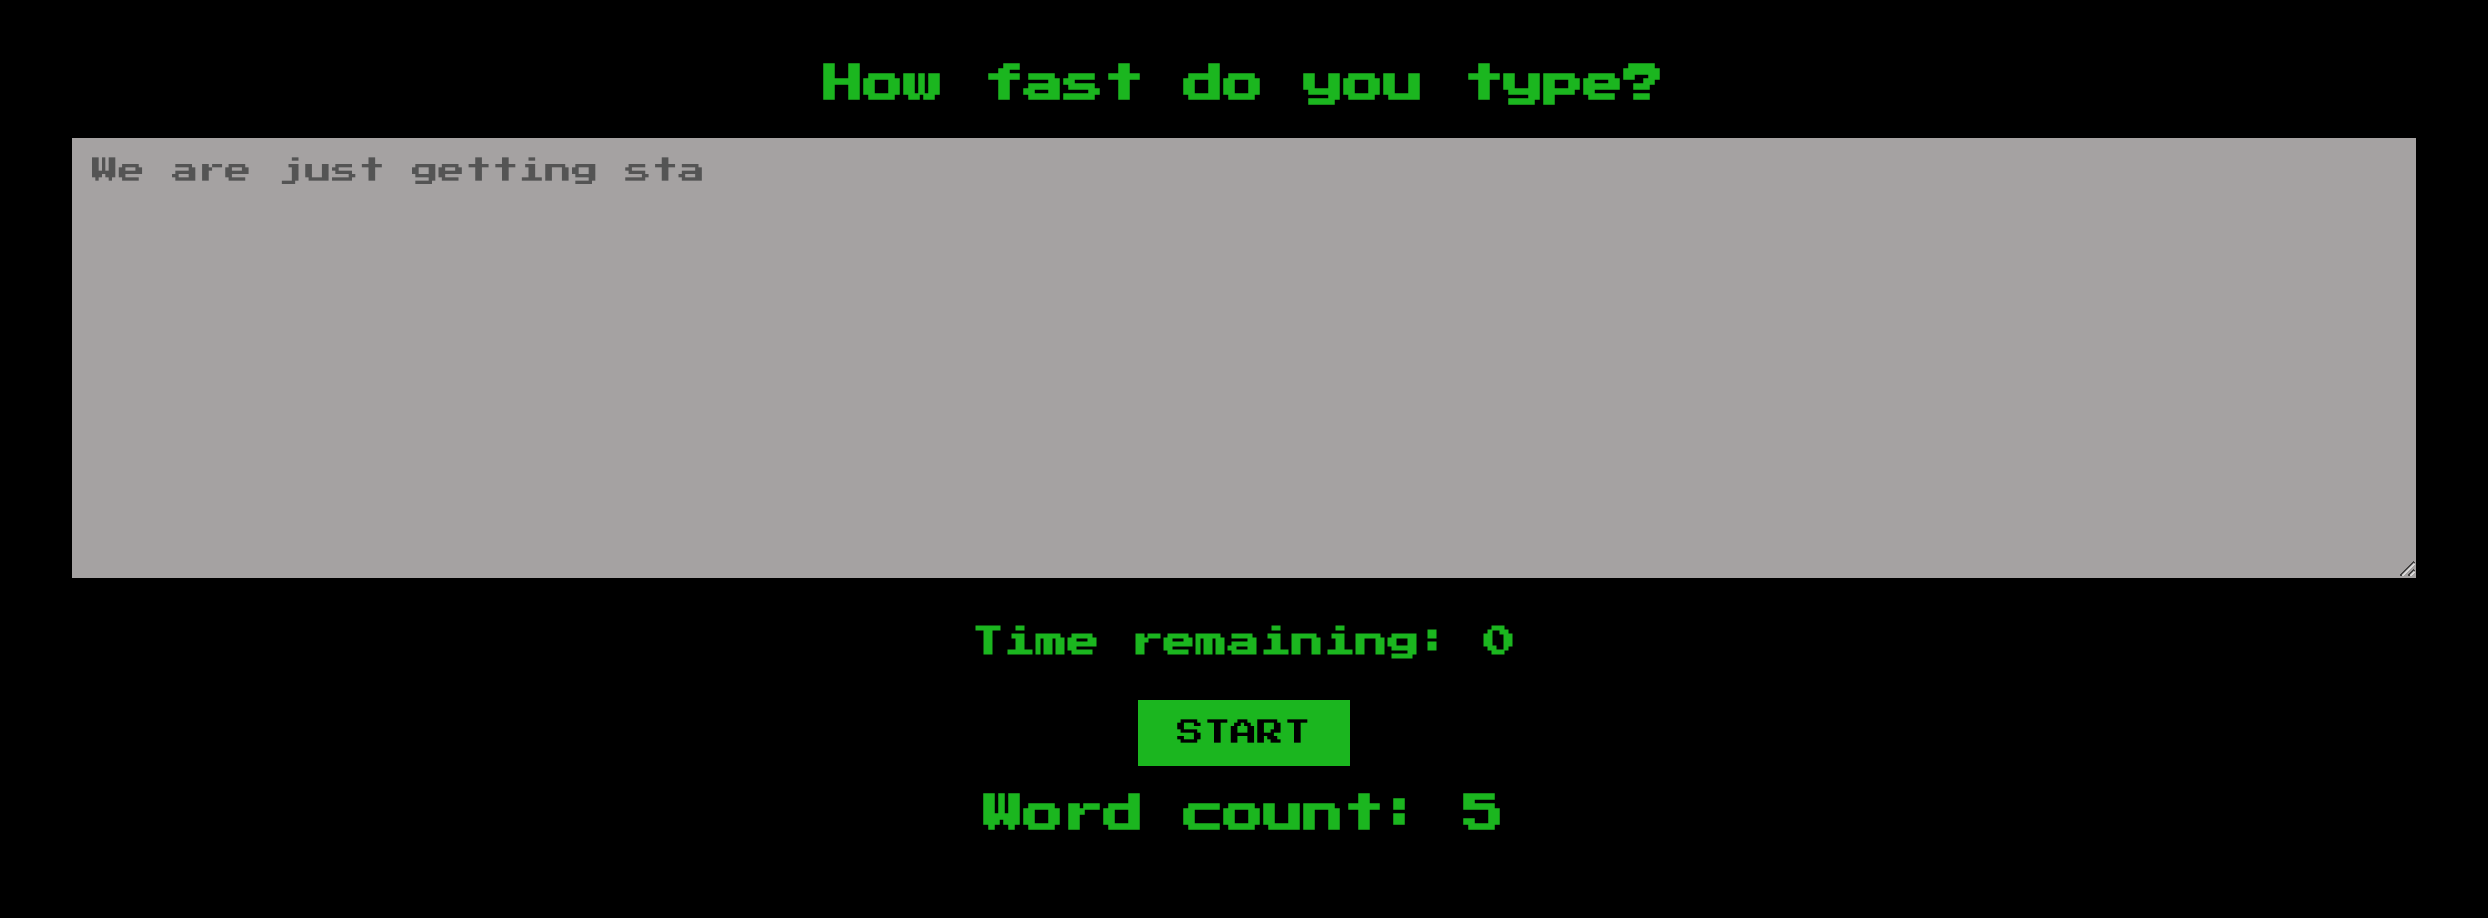 How fast do you type?
We are just getting sta
Time remaining: 0
START
Word count: 5